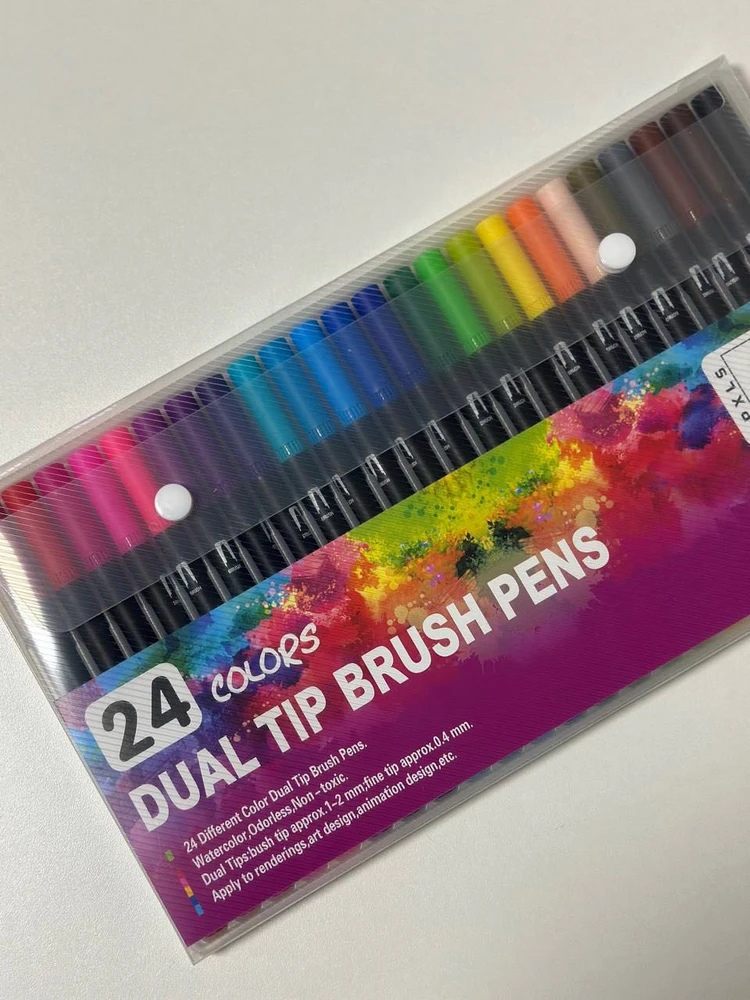 24
COLORS
DUAL TIP BRUSH PENS
24 Different Color Dual Tip Brush Pens.
Watercolor,Odorless,Non-toxic.
Dual Tips:bush tip approx.1-2 mm,fine tip approx.0.4 mm.
Apply to renderings,art design,animation design,etc.